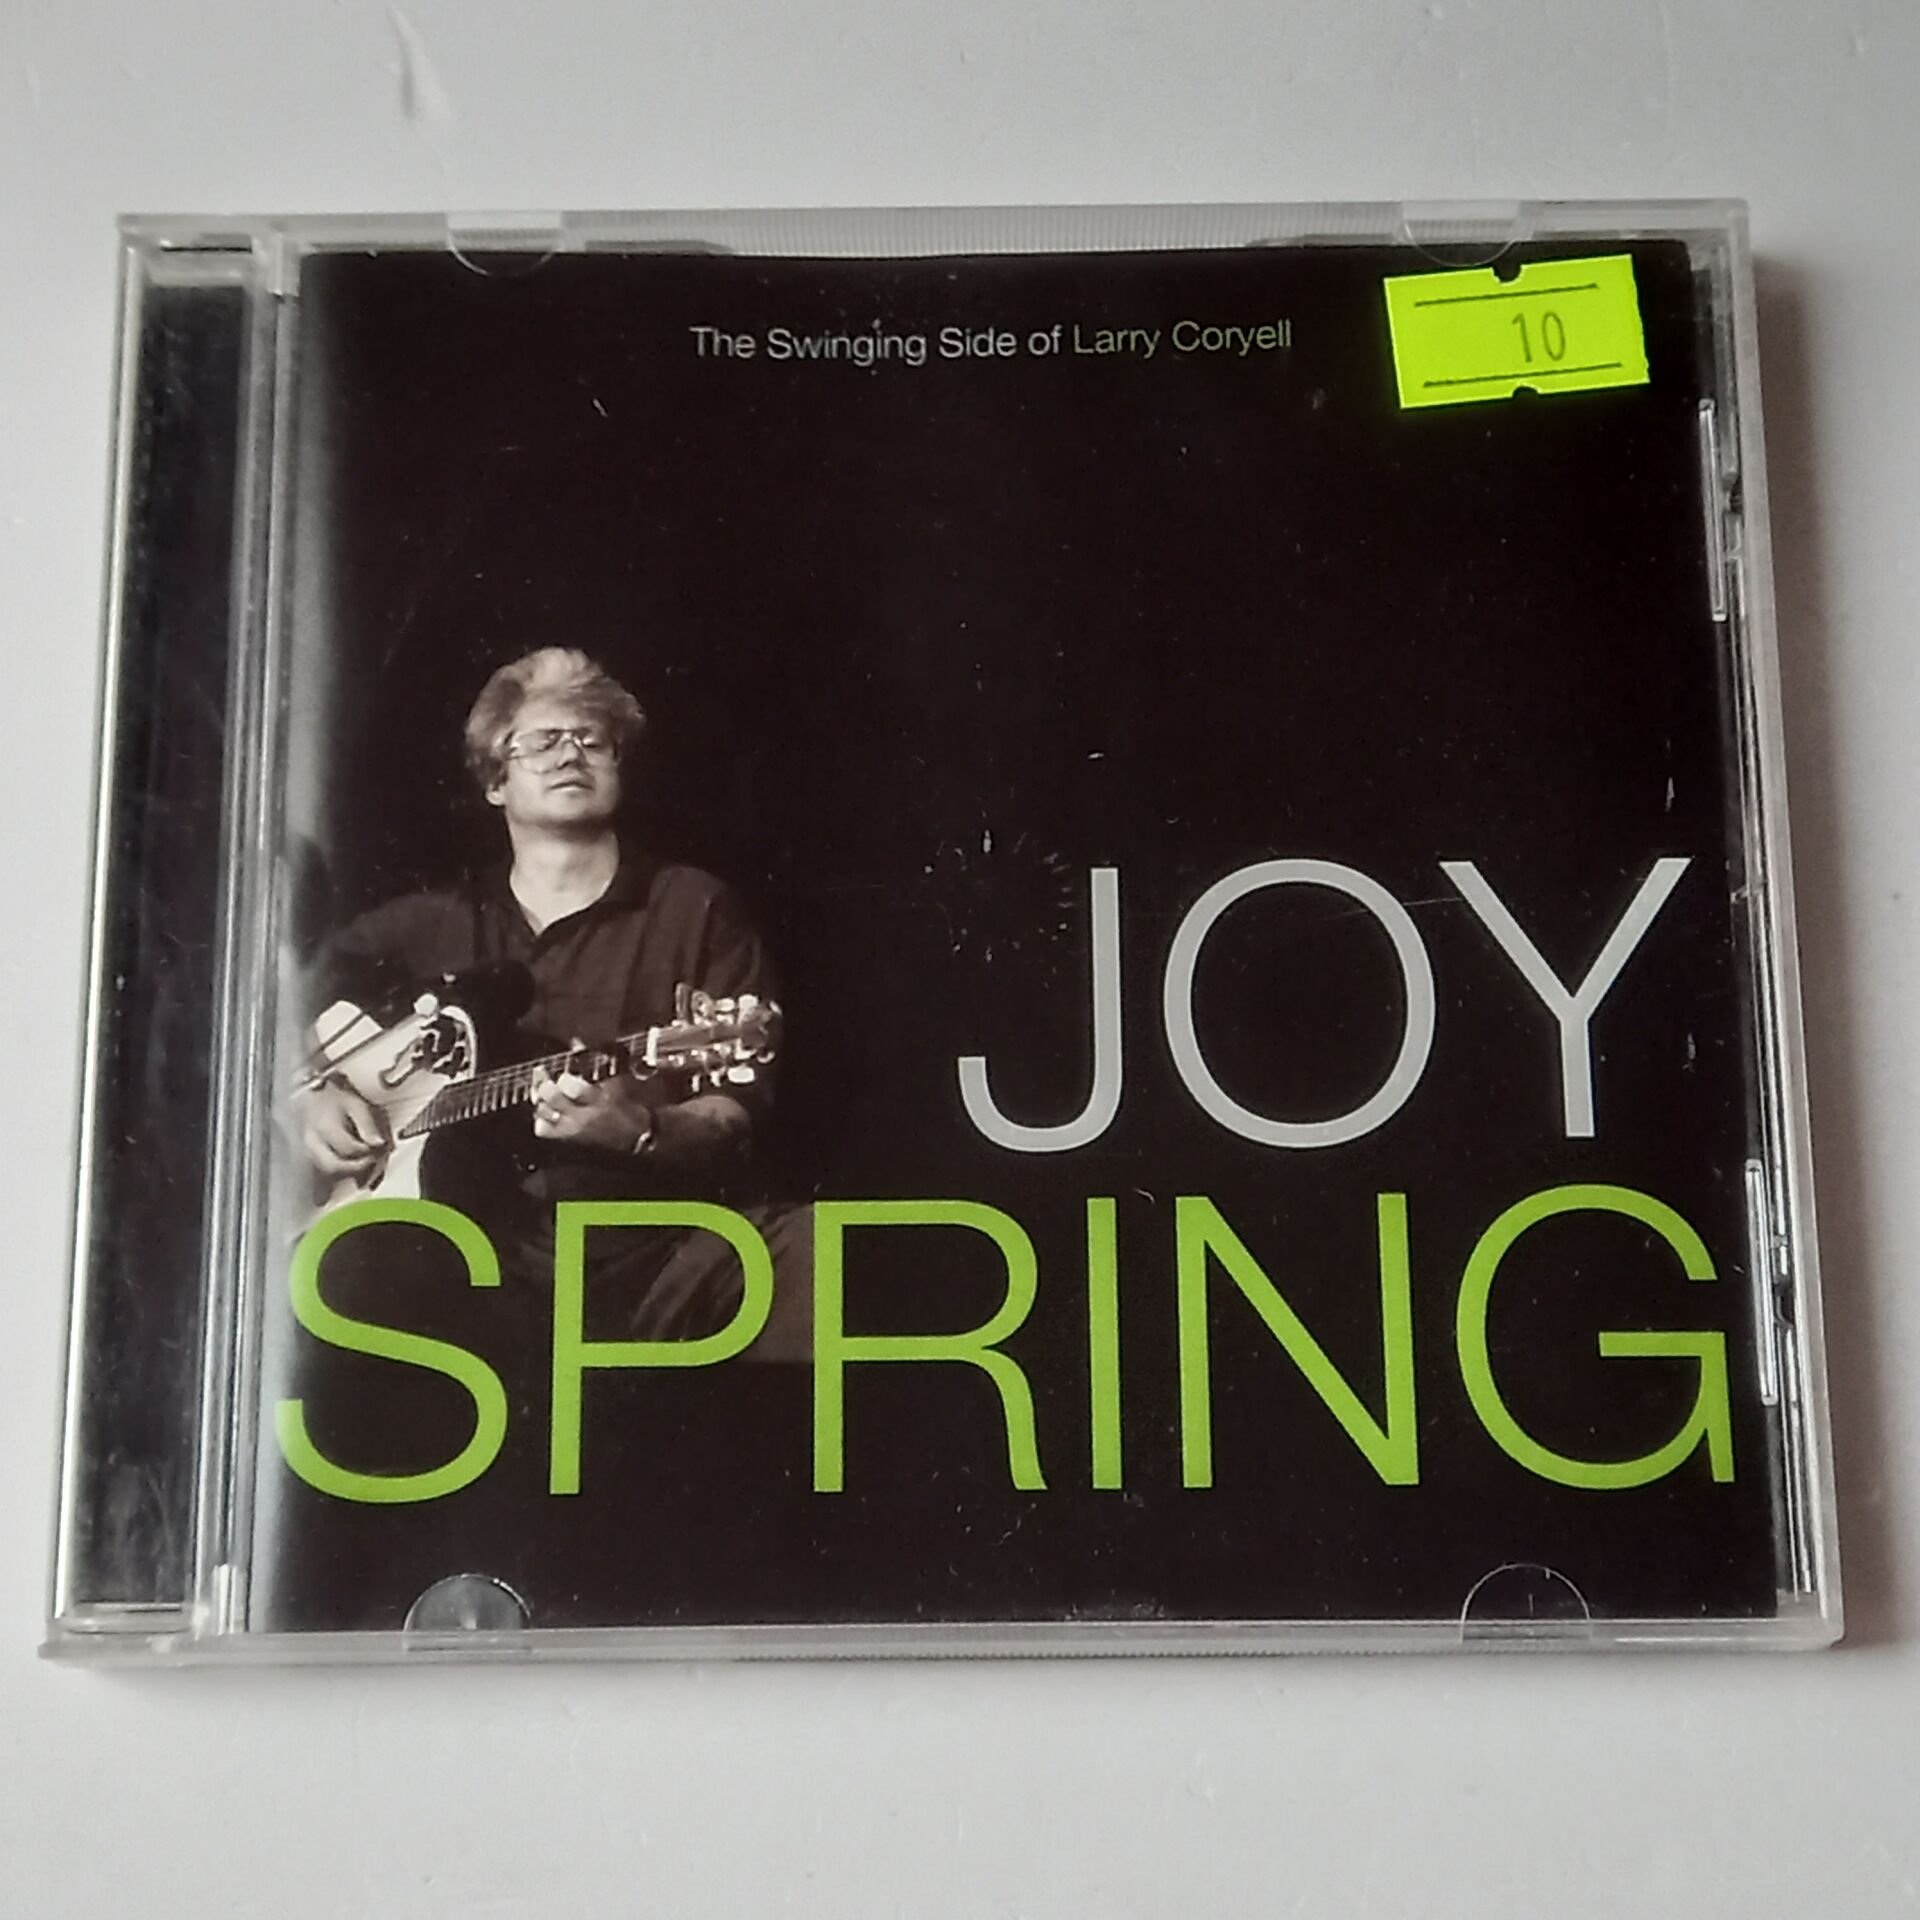 The Swinging Side of Larry Coryell
10
JOY
SPRING